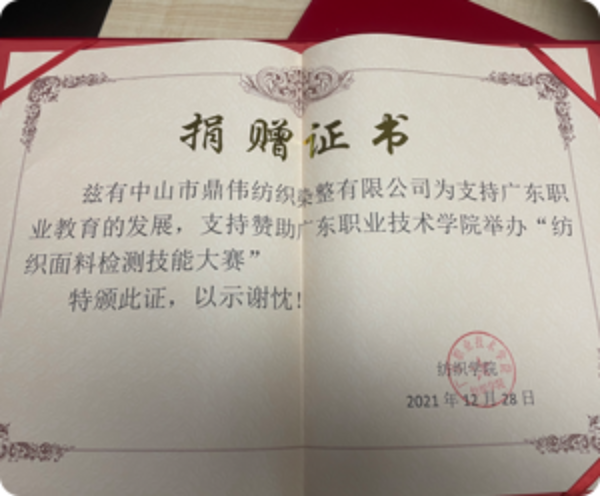 捐赠证书
兹有中山市鼎伟纺织染整有限公司为支持广东职
业教育的发展，支持赞助广东职业技术学院举办“纺
织面料检测技能大赛”
特颁此证，以示谢忱！
纺织学院
2021年12月28日